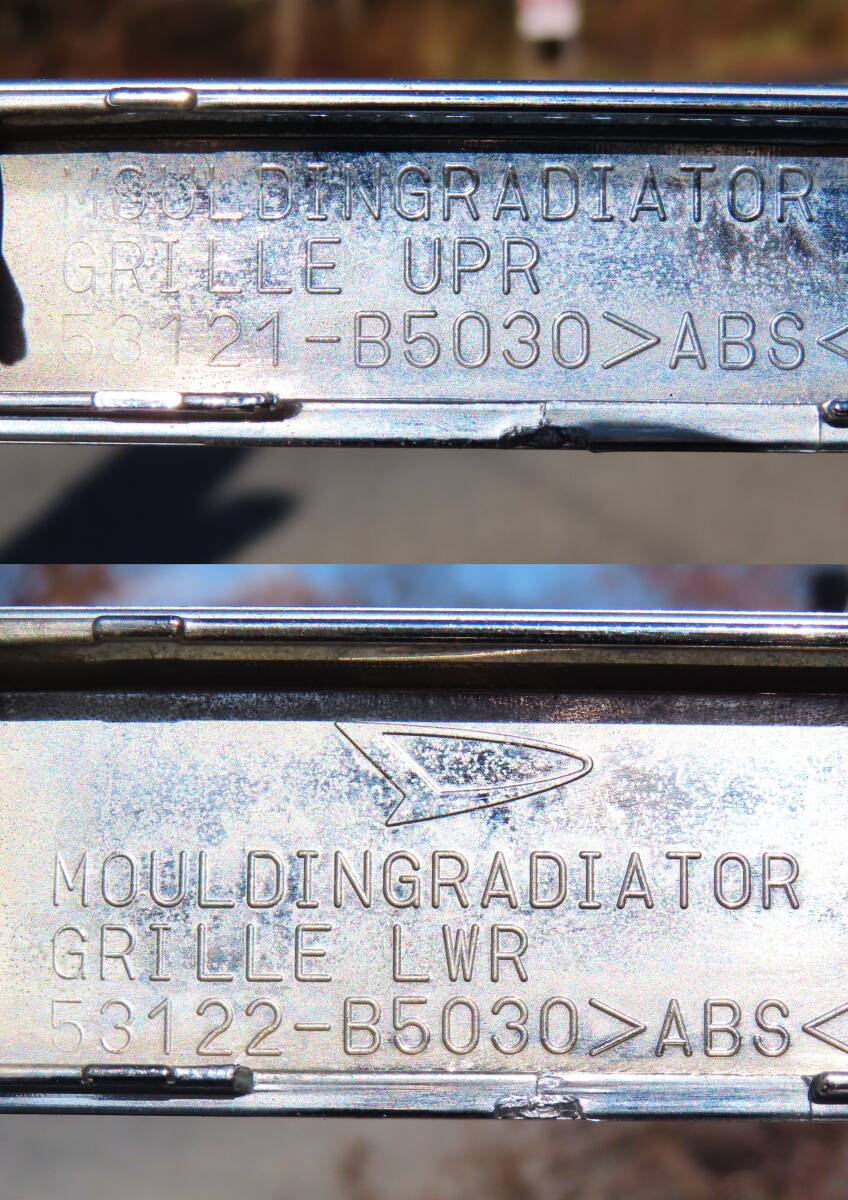 MOULDINGRADIATOR
GRILLE UPR
53121-B5030>ABS<
MOULDINGRADIATOR
GRILLE LWR
53122-B5030>ABS<